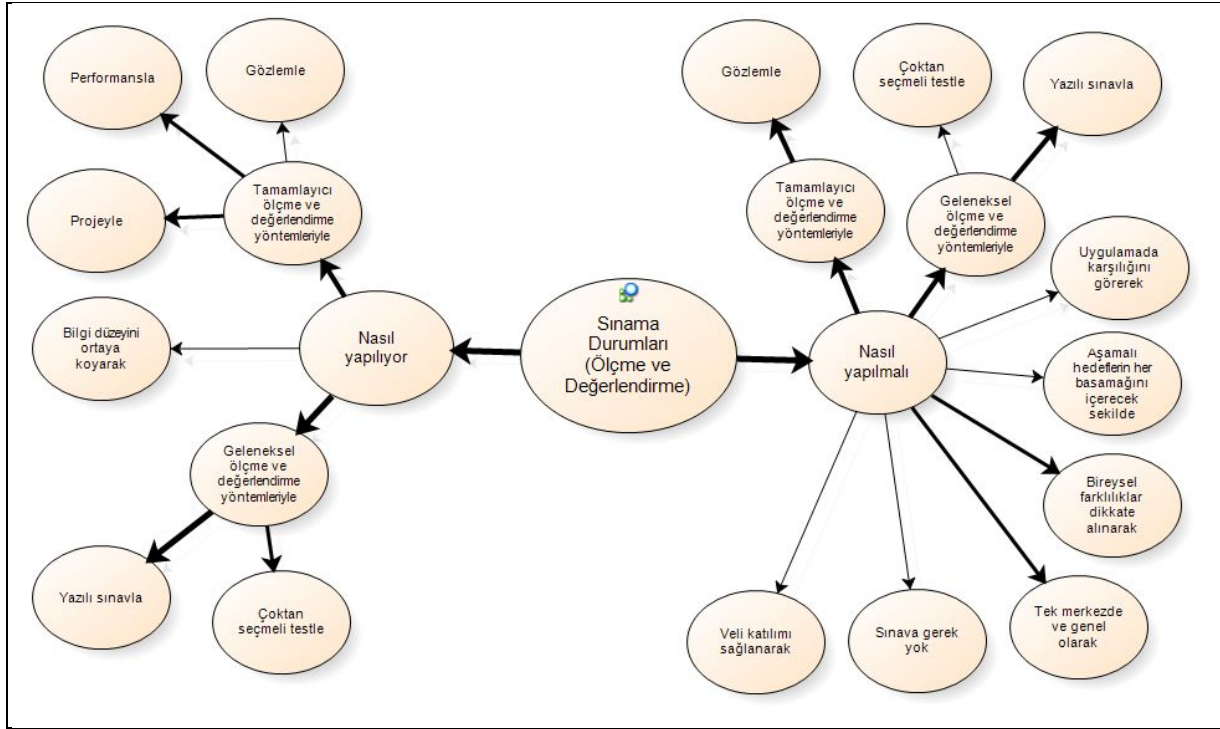 Performansla
Gözlemle
Tamamlayıcı
ölçme ve
değerlendirme
yöntemleriyle
Projeyle
Bilgi düzeyini
ortaya
koyarak
Nasıl
yapılıyor
Geleneksel
ölçme ve
değerlendirme
yöntemleriyle
Yazılı sınavla
Çoktan
seçmeli testle
Sınama
Durumları
(Ölçme ve
Değerlendirme)
Gözlemle
Çoktan
seçmeli testle
Yazılı sınavla
Tamamlayıcı
ölçme ve
değerlendirme
yöntemleriyle
Geleneksel
ölçme ve
değerlendirme
yöntemleriyle
Nasıl
yapılmalı
Uygulamada
karşılığını
görerek
Aşamalı
hedeflerin her
basamağını
içerecek
sekilde
Bireysel
farklılıklar
dikkate
alınarak
Tek merkezde
ve genel
olarak
Sınava gerek
yok
Veli katılımı
sağlanarak